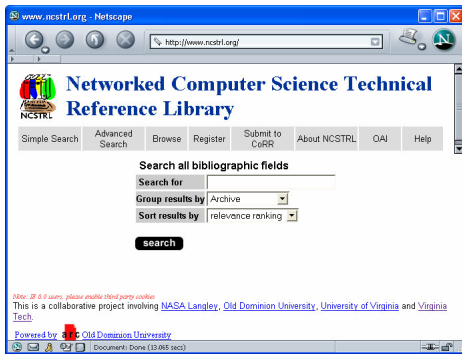 www.ncstrl.org - Netscape
http://www.ncstrl.org/
NCSTRL
Networked Computer Science Technical
Reference Library
Simple Search Advanced Search Browse Register Submit to CoRR About NCSTRL OAI Help
Search all bibliographic fields
Search for
Group results by Archive
Sort results by relevance ranking
search
Note: IE 6.0 users, please enable third party cookies
This is a collaborative project involving NASA Langley, Old Dominion University, University of Virginia and Virginia
Tech.
Powered by arc Old Dominion University
Document: Done (13.065 secs)